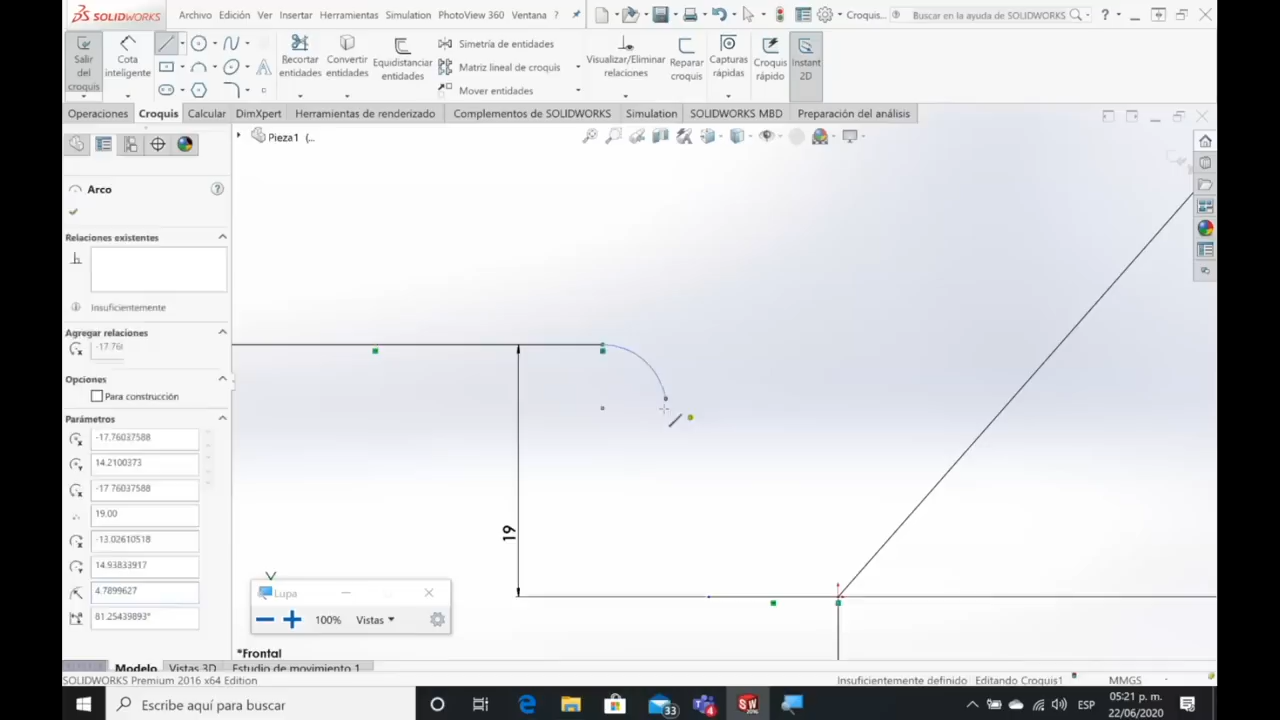 SOLIDWORKS
Archivo Edición Ver Insertar Herramientas Simulation PhotoView 360 Ventana ?
Croquis...
Buscar en la ayuda de SOLIDWORKS
?
Salir del croquis
Cota inteligente
Recortar entidades
Convertir entidades
Equidistanciar entidades
Simetría de entidades
Matriz lineal de croquis
Mover entidades
Visualizar/Eliminar relaciones
Reparar croquis
Capturas rápidas
Croquis rápido
Instant 2D
Operaciones Croquis Calcular DimXpert Herramientas de renderizado Complementos de SOLIDWORKS Simulation SOLIDWORKS MBD Preparación del análisis
Pieza1 (...
Arco
?
Relaciones existentes
Insuficientemente
Agregar relaciones
Opciones
Para construcción
Parámetros
-17.76037588
14.2100373
-17.76037588
19.00
-13.02610518
14.93833917
4.7899627
81.25439893°
19
Lupa
100% Vistas
*Frontal
Modelo Vistas 3D Estudio de movimiento 1
SOLIDWORKS Premium 2016 x64 Edition
Insuficientemente definido Editando Croquis1 MMGS
Escribe aquí para buscar
33
4
ESP
05:21 p. m.
22/06/2020